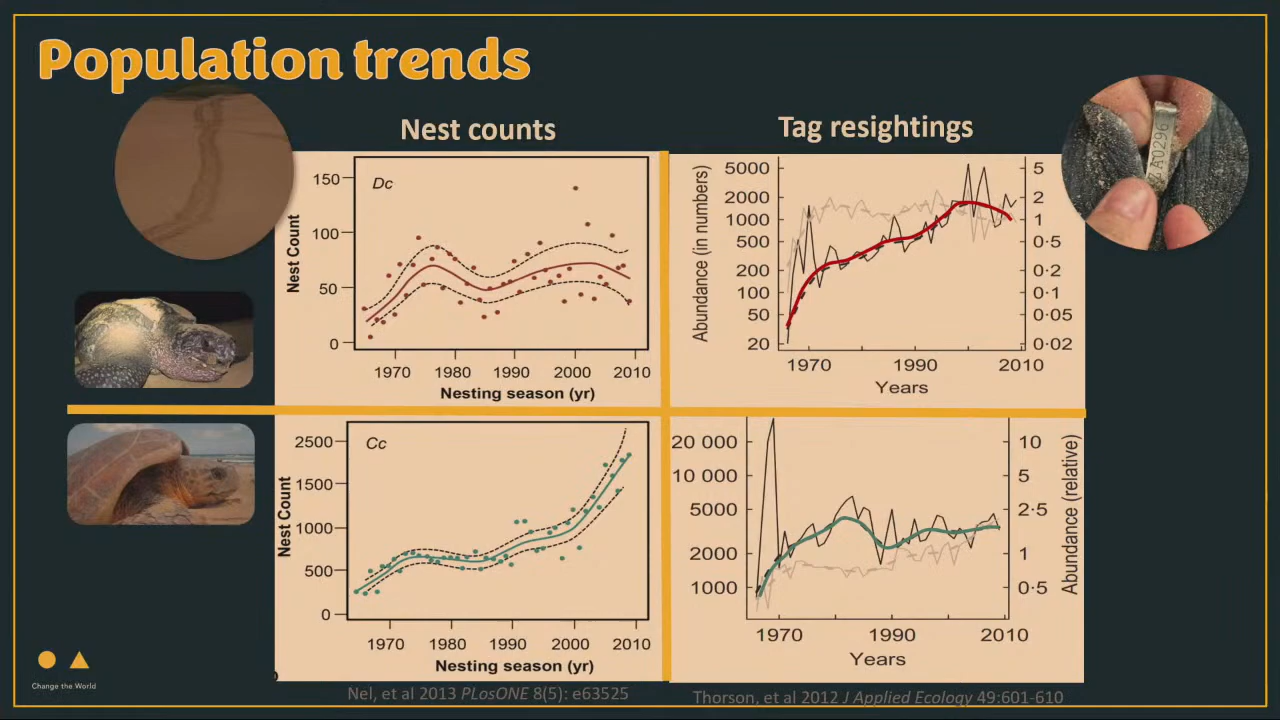 Population trends
Nest counts
Tag resightings
A0296
Dc
Nest Count
150
100
50
0
1970 1980 1990 2000 2010
Nesting season (yr)
Abundance (in numbers)
5000
2000
1000
500
200
100
50
20
5
2
1
0·5
0·2
0·1
0·05
0·02
1970 1990 2010
Years
Cc
Nest Count
2500
1500
1000
500
0
1970 1980 1990 2000 2010
Nesting season (yr)
20 000
10 000
5000
2000
1000
10
5
2·5
1
0·5
Abundance (relative)
1970 1990 2010
Years
Change the World
Nel, et al 2013 PLosONE 8(5): e63525
Thorson, et al 2012 J Applied Ecology 49:601-610